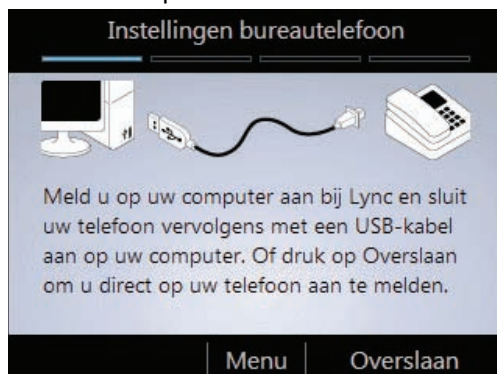 Instellingen bureautelefoon
Meld u op uw computer aan bij Lync en sluit
uw telefoon vervolgens met een USB-kabel
aan op uw computer. Of druk op Overslaan
om u direct op uw telefoon aan te melden.
Menu Overslaan